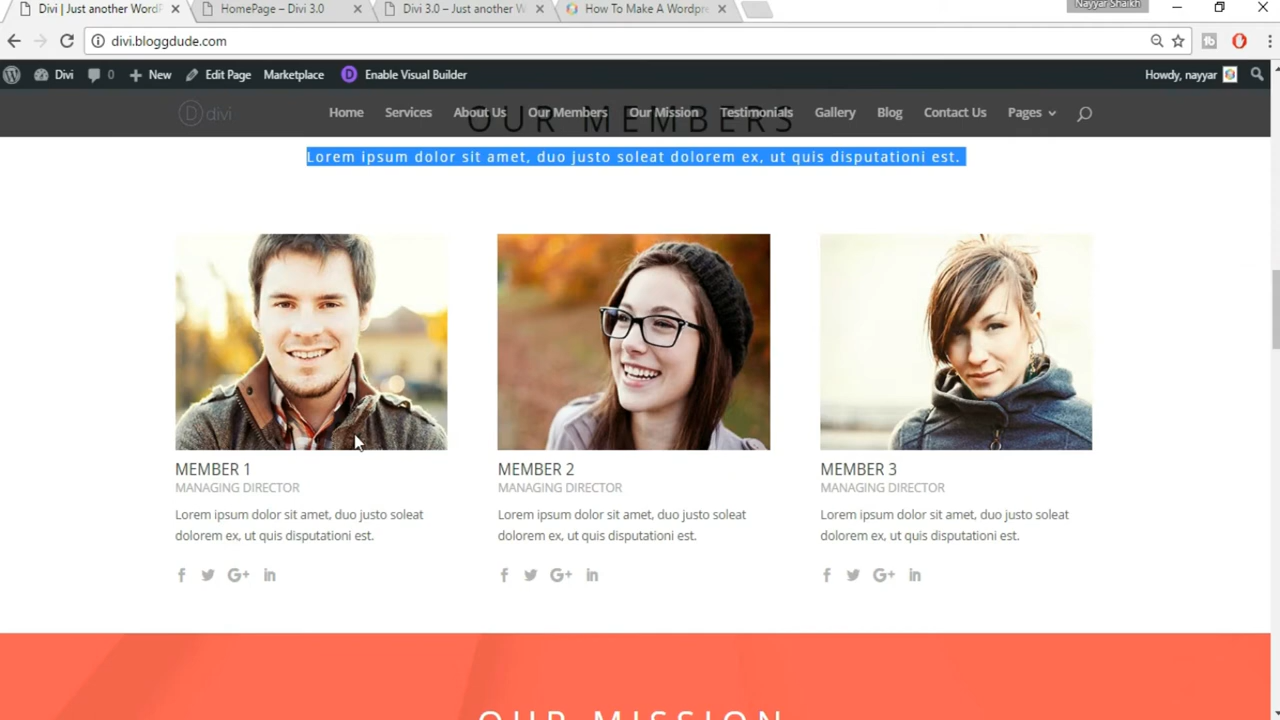 Divi | Just another WordP
HomePage – Divi 3.0
Divi 3.0 – Just another W
How To Make A Wordpre
Nayyar Shaikh
divi.bloggdude.com
Divi
0
New
Edit Page
Marketplace
D
Enable Visual Builder
Howdy, nayyar
D divi
Home
Services
About Us
Our Members
Our Mission
Testimonials
Gallery
Blog
Contact Us
Pages
OUR MEMBERS
Lorem ipsum dolor sit amet, duo justo soleat dolorem ex, ut quis disputationi est.
MEMBER 1
MANAGING DIRECTOR
Lorem ipsum dolor sit amet, duo justo soleat
dolorem ex, ut quis disputationi est.
f G+ in
MEMBER 2
MANAGING DIRECTOR
Lorem ipsum dolor sit amet, duo justo soleat
dolorem ex, ut quis disputationi est.
f G+ in
MEMBER 3
MANAGING DIRECTOR
Lorem ipsum dolor sit amet, duo justo soleat
dolorem ex, ut quis disputationi est.
f G+ in
OUR MISSION